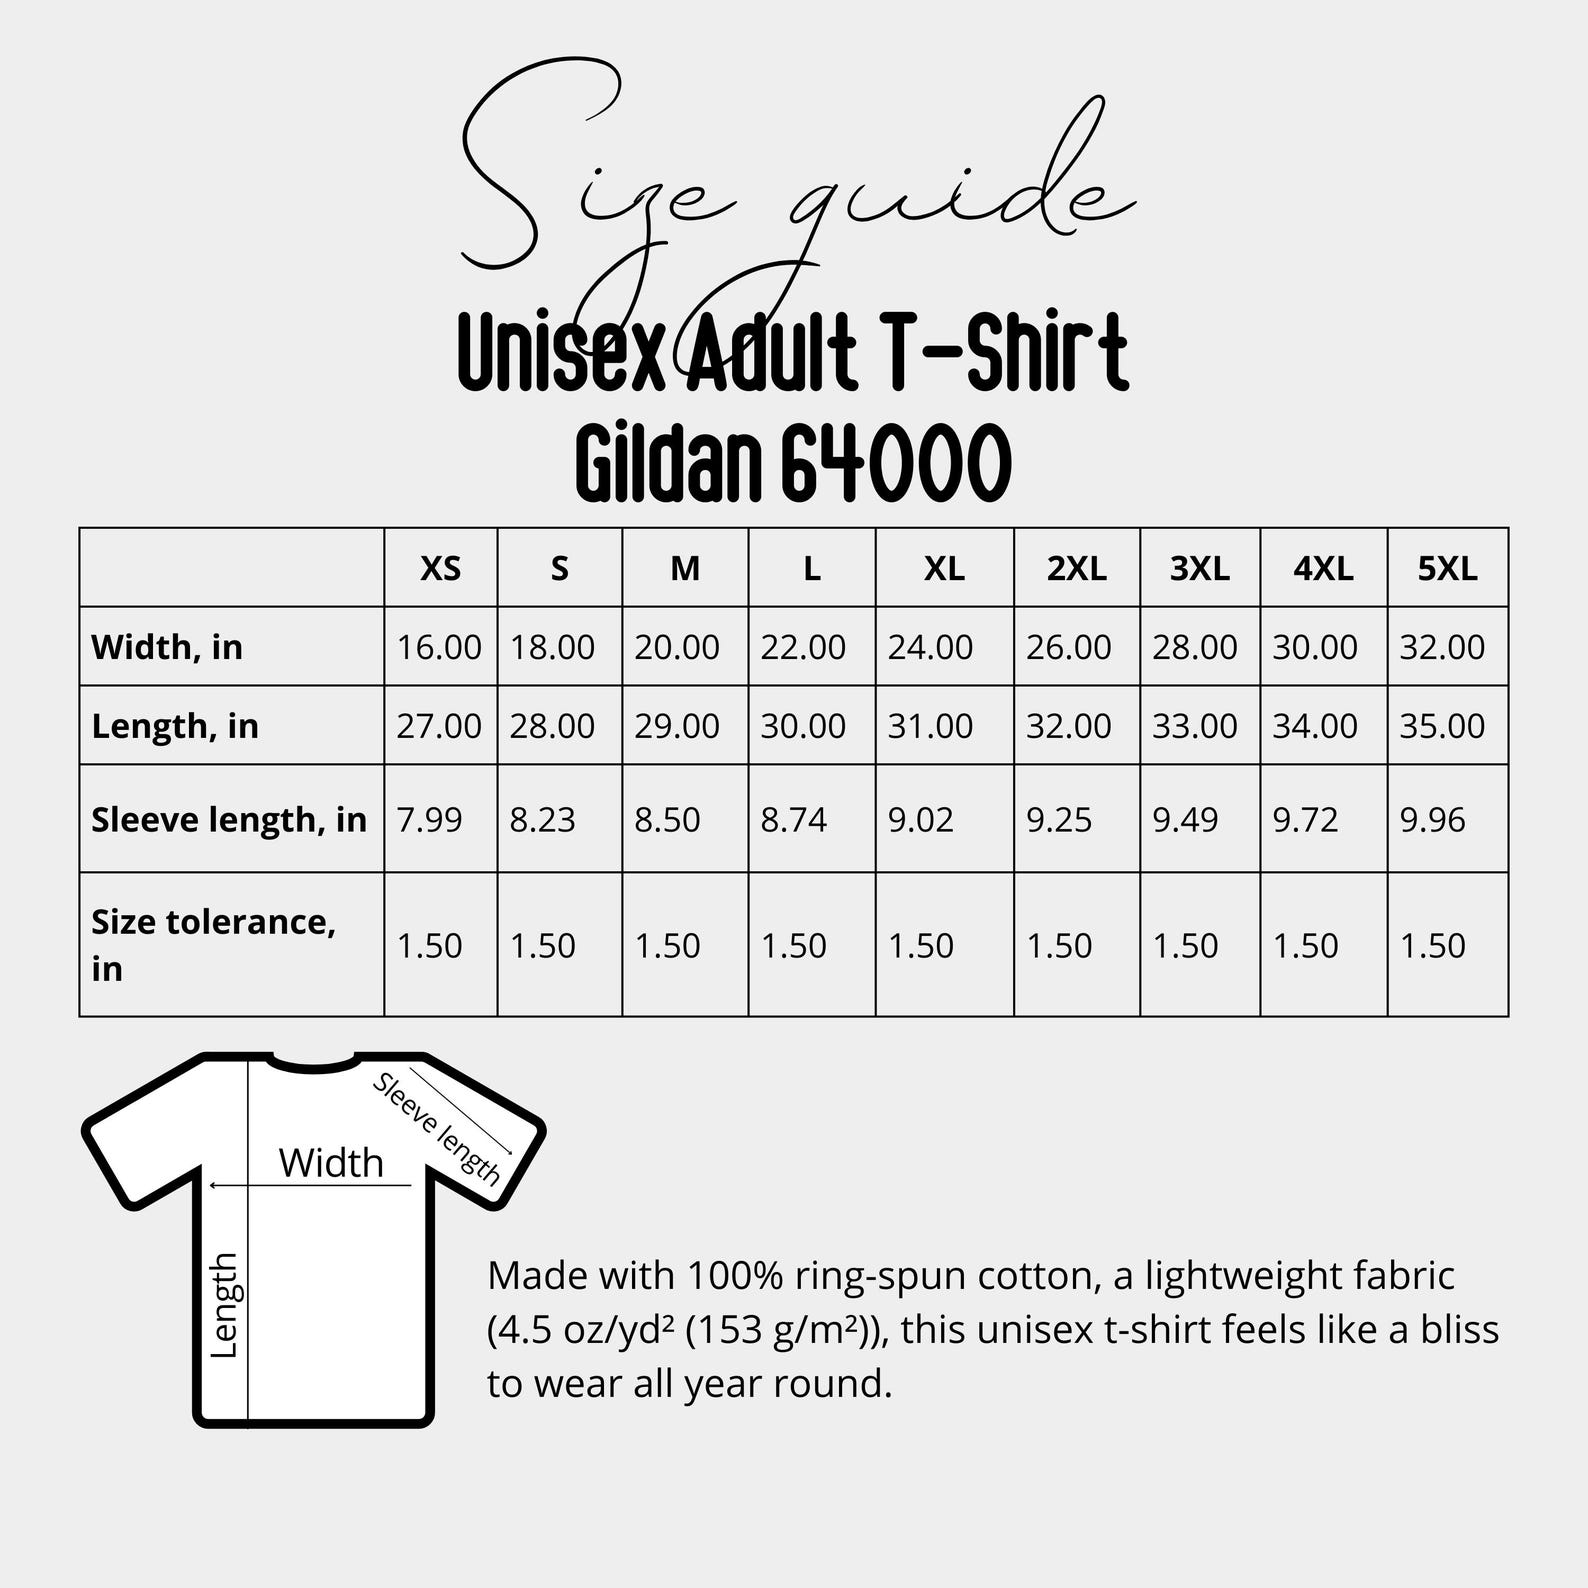 Size guide
Unisex Adult T-Shirt
Gildan 64000
XS S M L XL 2XL 3XL 4XL 5XL
Width, in 16.00 18.00 20.00 22.00 24.00 26.00 28.00 30.00 32.00
Length, in 27.00 28.00 29.00 30.00 31.00 32.00 33.00 34.00 35.00
Sleeve length, in 7.99 8.23 8.50 8.74 9.02 9.25 9.49 9.72 9.96
Size tolerance,
in 1.50 1.50 1.50 1.50 1.50 1.50 1.50 1.50 1.50
Sleeve length
Width
Length
Made with 100% ring-spun cotton, a lightweight fabric
(4.5 oz/yd² (153 g/m²)), this unisex t-shirt feels like a bliss
to wear all year round.